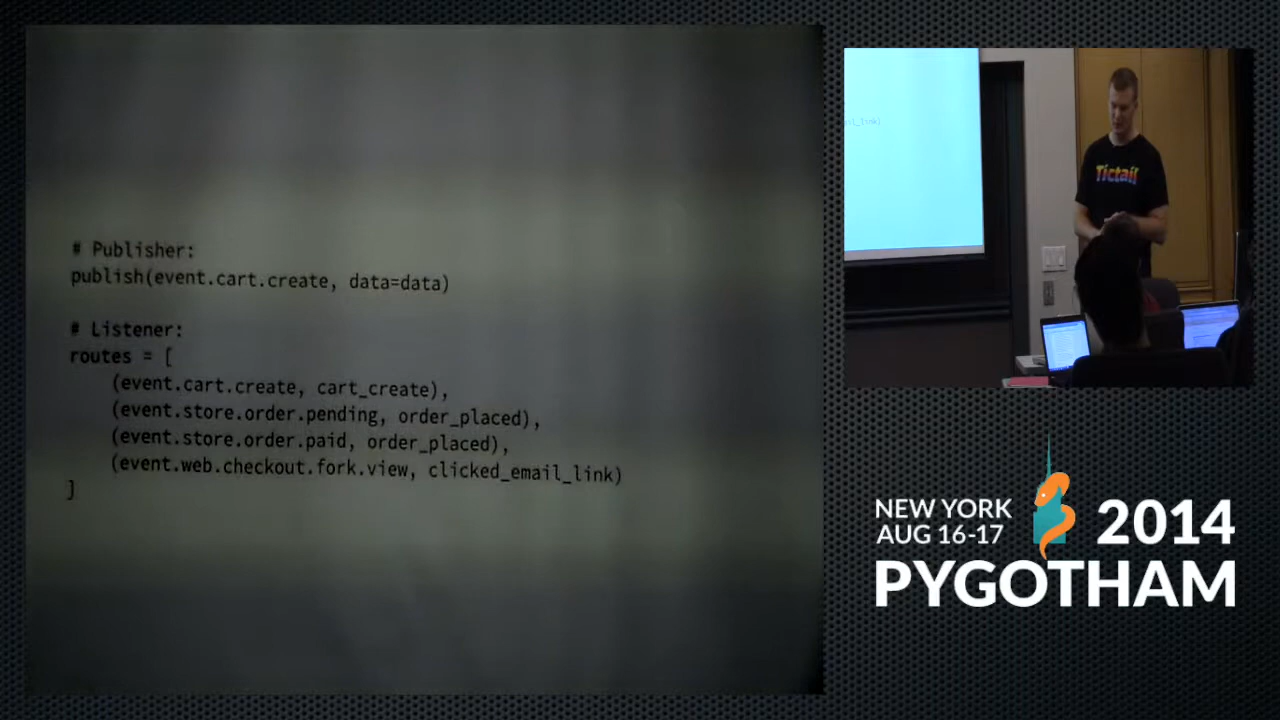 # Publisher:
publish(event.cart.create, data=data)
# Listener:
routes = [
(event.cart.create, cart_create),
(event.store.order.pending, order_placed),
(event.store.order.paid, order_placed),
(event.web.checkout.fork.view, clicked_email_link)
]
Tictail
NEW YORK
AUG 16-17
2014
PYGOTHAM